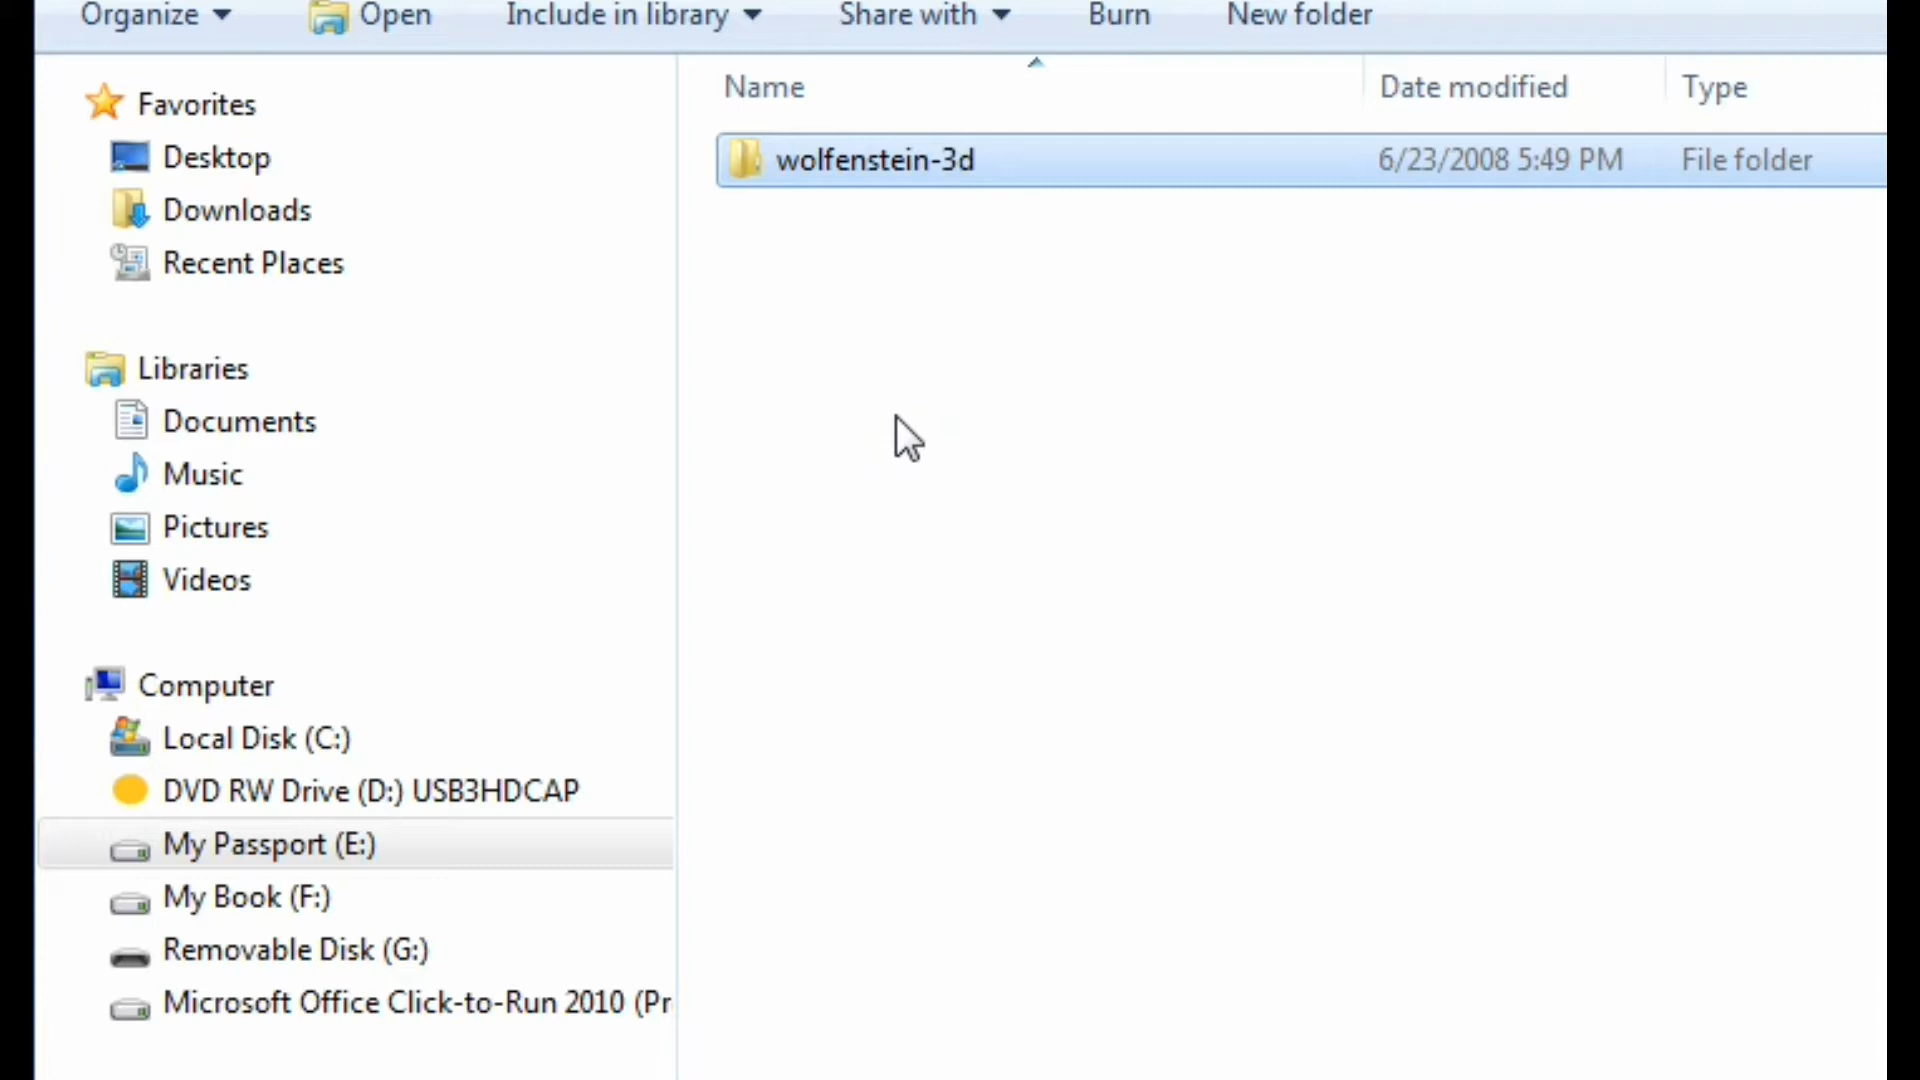 Organize Open Include in library Share with Burn New folder
Name Date modified Type
wolfenstein-3d 6/23/2008 5:49 PM File folder
Favorites
Desktop
Downloads
Recent Places
Libraries
Documents
Music
Pictures
Videos
Computer
Local Disk (C:)
DVD RW Drive (D:) USB3HDCAP
My Passport (E:)
My Book (F:)
Removable Disk (G:)
Microsoft Office Click-to-Run 2010 (Pr